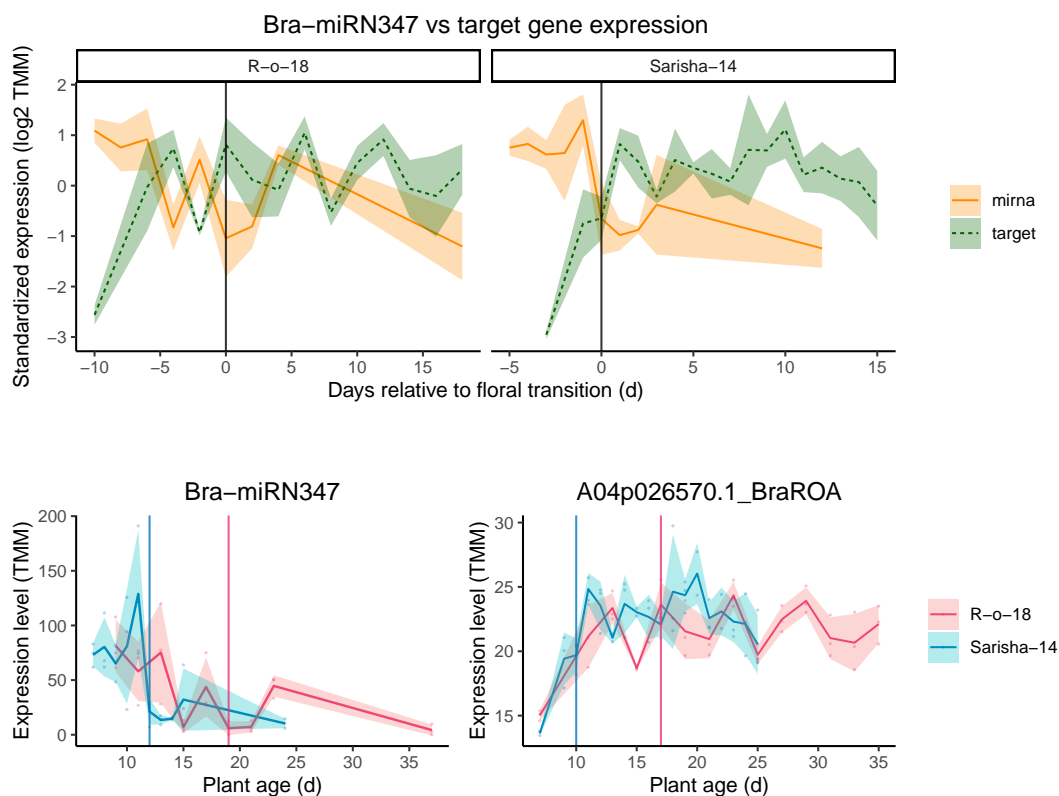 Bra−miRN347 vs target gene expression
R−o−18
Sarisha−14
Standardized expression (log2 TMM)
2
1
0
−1
−2
−3
−10
−5
0
5
10
15
−5
0
5
10
15
Days relative to floral transition (d)
mirna
target
Bra−miRN347
Expression level (TMM)
200
150
100
50
0
10
15
20
25
30
35
Plant age (d)
A04p026570.1_BraROA
Expression level (TMM)
30
25
20
15
10
15
20
25
30
35
Plant age (d)
R−o−18
Sarisha−14